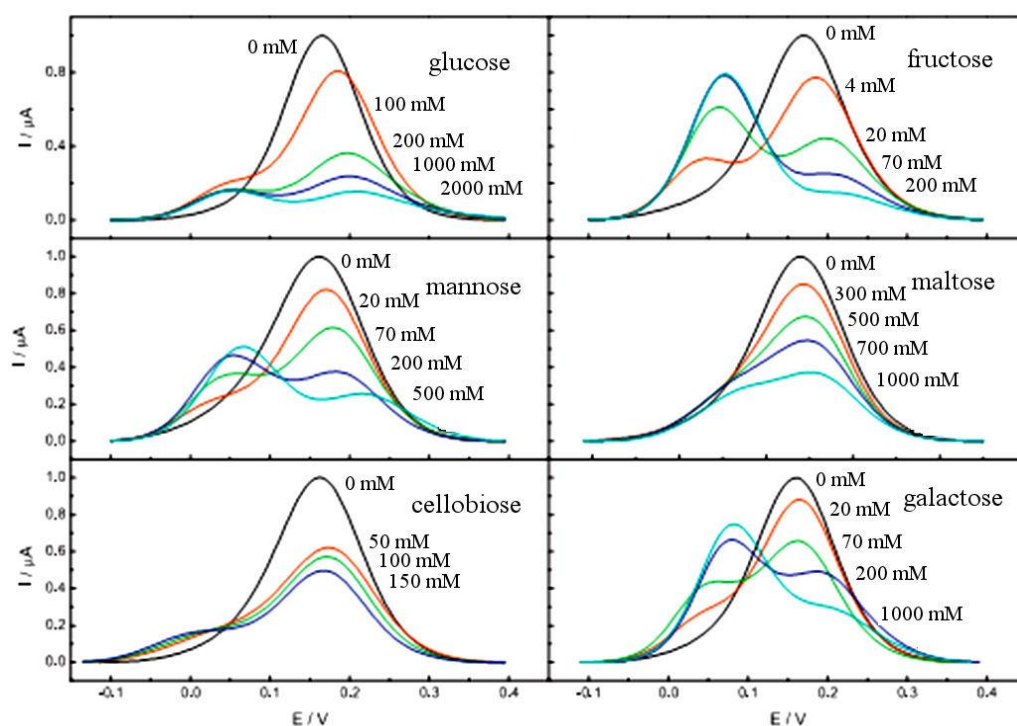 0 mM
glucose
100 mM
200 mM
1000 mM
2000 mM
0 mM
fructose
4 mM
20 mM
70 mM
200 mM
I / μA
0.8
0.4
0.0
0 mM
mannose
20 mM
70 mM
200 mM
500 mM
0 mM
maltose
300 mM
500 mM
700 mM
1000 mM
I / μA
1.0
0.8
0.6
0.4
0.2
0.0
0 mM
cellobiose
50 mM
100 mM
150 mM
0 mM
galactose
20 mM
70 mM
200 mM
1000 mM
I / μA
1.0
0.8
0.6
0.4
0.2
0.0
-0.1 0.0 0.1 0.2 0.3 0.4
-0.1 0.0 0.1 0.2 0.3 0.4
E / V
E / V